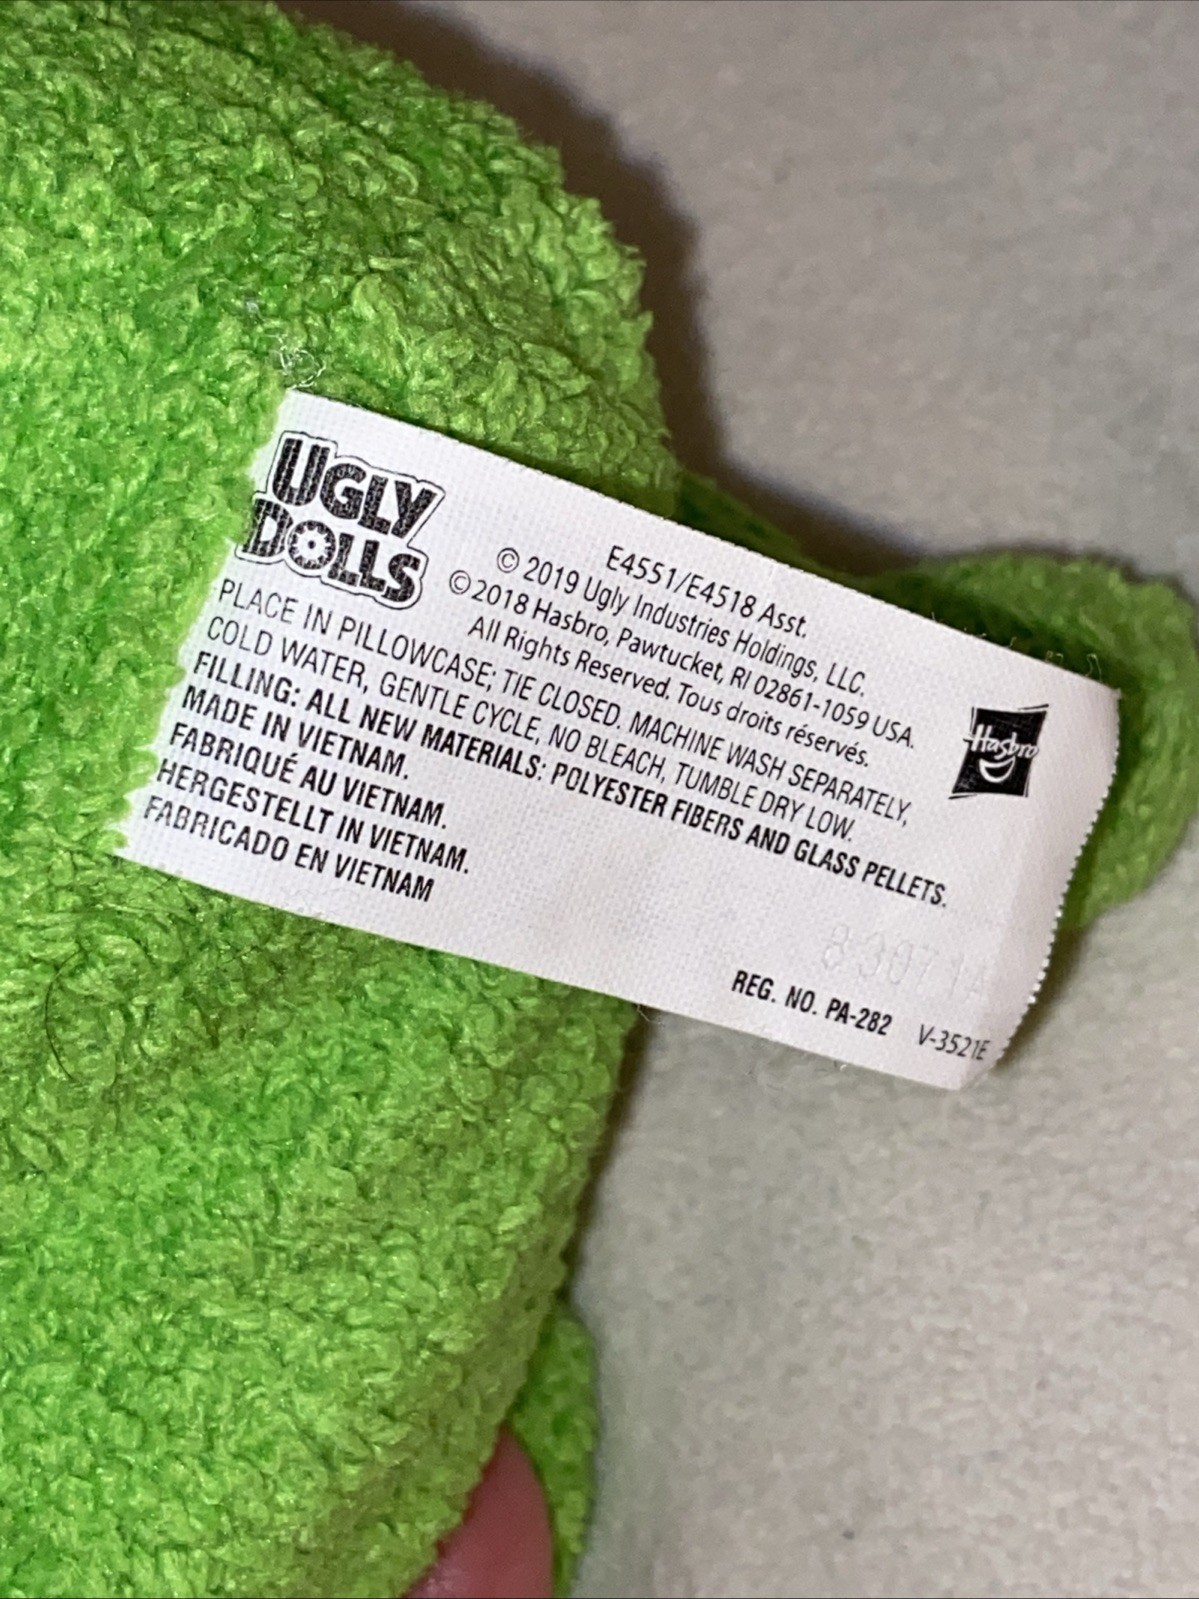 UGLY
DOLLS
E4551/E4518 Asst.
© 2019 Ugly Industries Holdings, LLC.
©2018 Hasbro, Pawtucket, RI 02861-1059 USA.
All Rights Reserved. Tous droits réservés.
Hasbro
PLACE IN PILLOWCASE; TIE CLOSED. MACHINE WASH SEPARATELY,
COLD WATER, GENTLE CYCLE, NO BLEACH, TUMBLE DRY LOW.
FILLING: ALL NEW MATERIALS: POLYESTER FIBERS AND GLASS PELLETS.
MADE IN VIETNAM.
FABRIQUÉ AU VIETNAM.
HERGESTELLT IN VIETNAM.
FABRICADO EN VIETNAM
83071A
REG. NO. PA-282 V-3521E